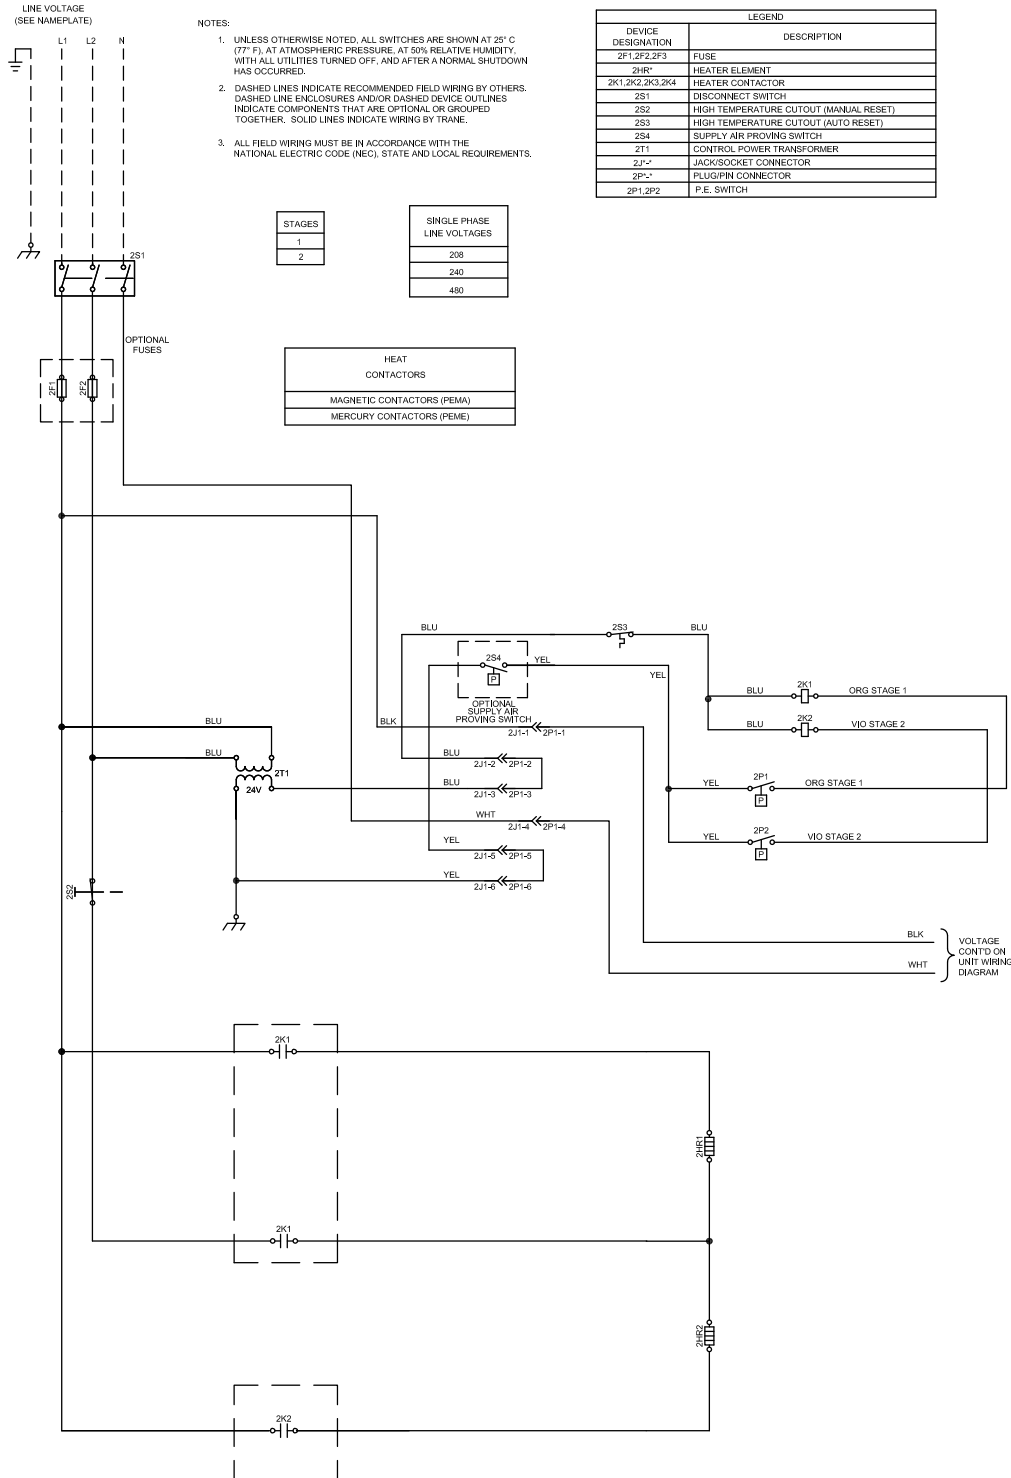 LINE VOLTAGE
(SEE NAMEPLATE)
L1 L2 N
NOTES:
1. UNLESS OTHERWISE NOTED, ALL SWITCHES ARE SHOWN AT 25° C
(77° F), AT ATMOSPHERIC PRESSURE, AT 50% RELATIVE HUMIDITY,
WITH ALL UTILITIES TURNED OFF, AND AFTER A NORMAL SHUTDOWN
HAS OCCURRED.
2. DASHED LINES INDICATE RECOMMENDED FIELD WIRING BY OTHERS.
DASHED LINE ENCLOSURES AND/OR DASHED DEVICE OUTLINES
INDICATE COMPONENTS THAT ARE OPTIONAL OR GROUPED
TOGETHER. SOLID LINES INDICATE WIRING BY TRANE.
3. ALL FIELD WIRING MUST BE IN ACCORDANCE WITH THE
NATIONAL ELECTRIC CODE (NEC), STATE AND LOCAL REQUIREMENTS.
LEGEND
DEVICE
DESIGNATION
DESCRIPTION
2F1,2F2,2F3 FUSE
2HR* HEATER ELEMENT
2K1,2K2,2K3,2K4 HEATER CONTACTOR
2S1 DISCONNECT SWITCH
2S2 HIGH TEMPERATURE CUTOUT (MANUAL RESET)
2S3 HIGH TEMPERATURE CUTOUT (AUTO RESET)
2S4 SUPPLY AIR PROVING SWITCH
2T1 CONTROL POWER TRANSFORMER
2J*-* JACK/SOCKET CONNECTOR
2P*-* PLUG/PIN CONNECTOR
2P1,2P2 P.E. SWITCH
STAGES
1
2
SINGLE PHASE
LINE VOLTAGES
208
240
480
2S1
OPTIONAL
FUSES
2F1
2F2
HEAT
CONTACTORS
MAGNETIC CONTACTORS (PEMA)
MERCURY CONTACTORS (PEME)
BLU 2S3 BLU
2S4 YEL
P
YEL
OPTIONAL
SUPPLY AIR
PROVING SWITCH
BLU 2K1 ORG STAGE 1
BLU 2K2 VIO STAGE 2
BLU
BLK
2J1-1 2P1-1
BLU
2T1
24V
BLU
2J1-2 2P1-2
BLU
2J1-3 2P1-3
YEL 2P1 ORG STAGE 1
P
WHT
2J1-4 2P1-4
YEL 2P2 VIO STAGE 2
P
YEL
2J1-5 2P1-5
YEL
2J1-6 2P1-6
2S2
BLK
WHT
VOLTAGE
CONT'D ON
UNIT WIRING
DIAGRAM
2K1
2HR1
2K1
2HR2
2K2